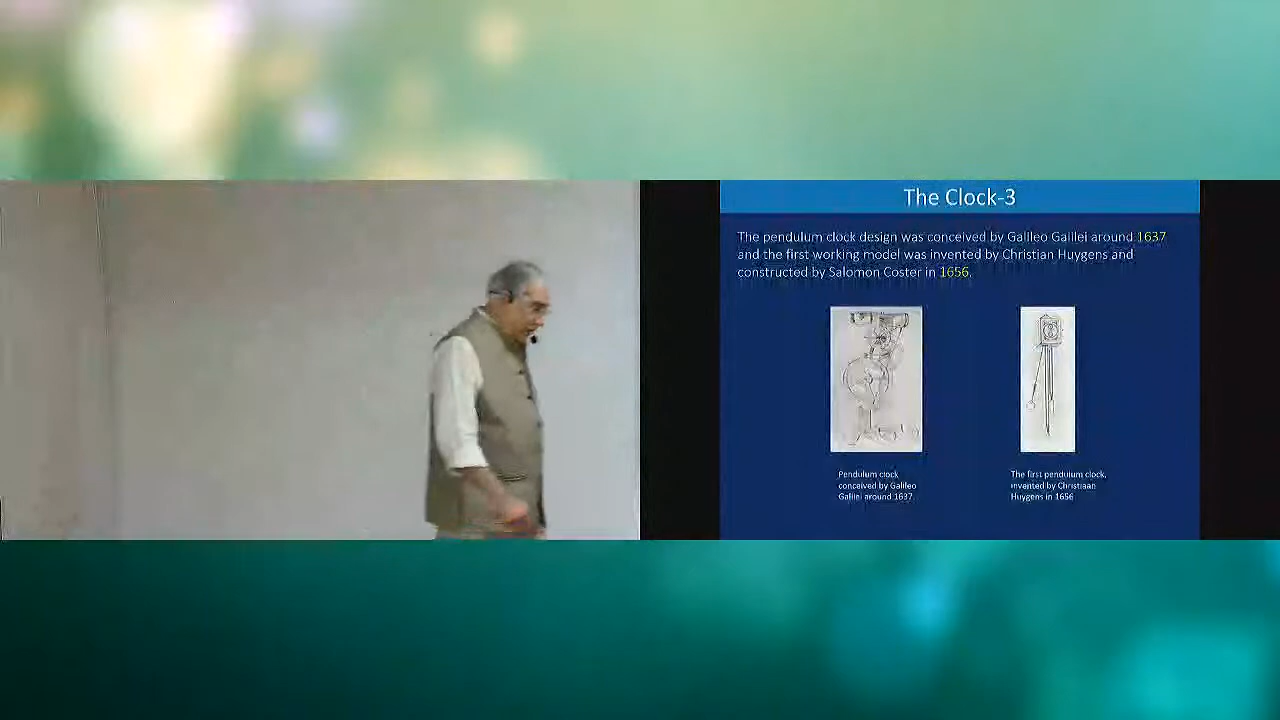 The Clock-3
The pendulum clock design was conceived by Galileo Galilei around 1637
and the first working model was invented by Christian Huygens and
constructed by Salomon Coster in 1656.
Pendulum clock
conceived by Galileo
Galilei around 1637.
The first pendulum clock,
invented by Christiaan
Huygens in 1656